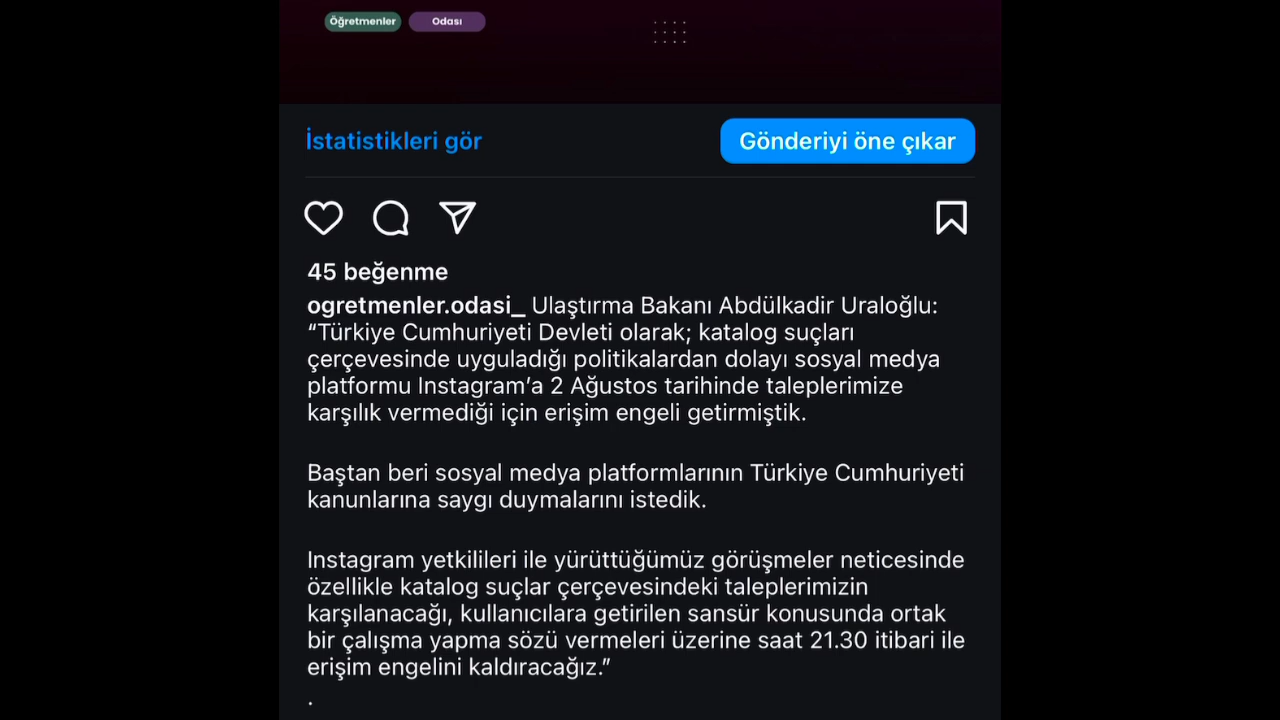 Öğretmenler Odası
İstatistikleri gör Gönderiyi öne çıkar
45 beğenme
ogretmenler.odasi_ Ulaştırma Bakanı Abdülkadir Uraloğlu:
“Türkiye Cumhuriyeti Devleti olarak; katalog suçları
çerçevesinde uyguladığı politikalardan dolayı sosyal medya
platformu Instagram’a 2 Ağustos tarihinde taleplerimize
karşılık vermediği için erişim engeli getirmiştik.
Baştan beri sosyal medya platformlarının Türkiye Cumhuriyeti
kanunlarına saygı duymalarını istedik.
Instagram yetkilileri ile yürüttüğümüz görüşmeler neticesinde
özellikle katalog suçlar çerçevesindeki taleplerimizin
karşılanacağı, kullanıcılara getirilen sansür konusunda ortak
bir çalışma yapma sözü vermeleri üzerine saat 21.30 itibari ile
erişim engelini kaldıracağız.”
.